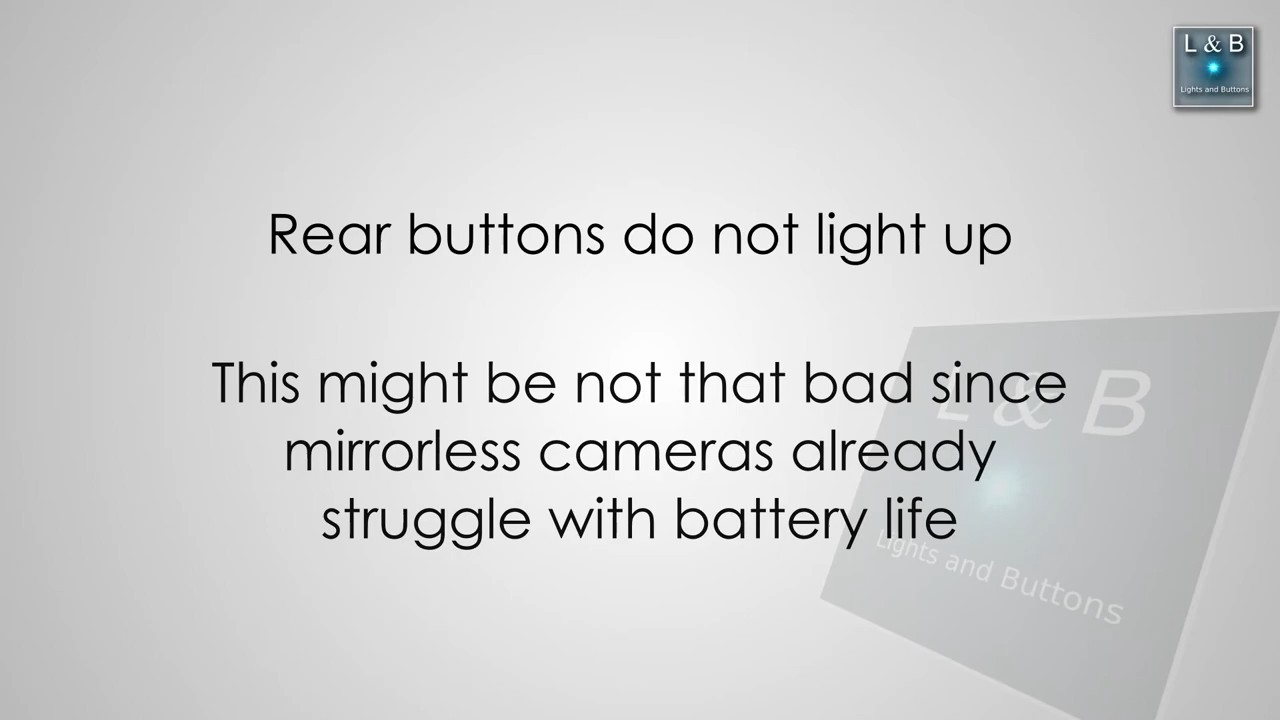 L & B
Lights and Buttons
Rear buttons do not light up
This might be not that bad since
mirrorless cameras already
struggle with battery life
L & B
Lights and Buttons